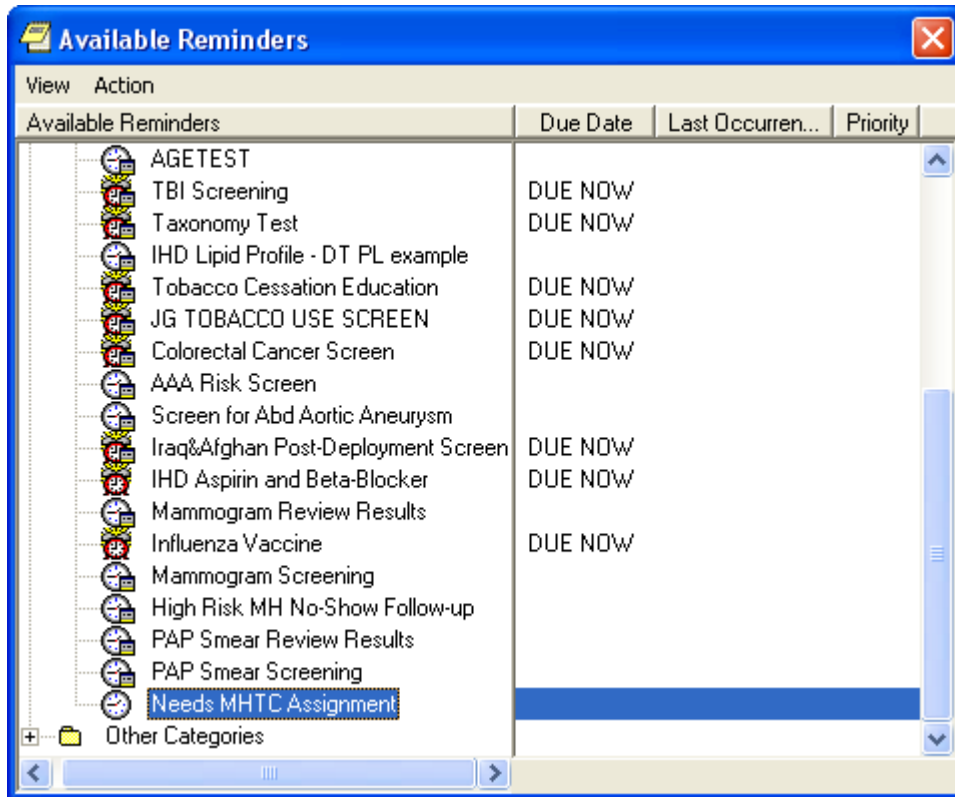 Available Reminders
View Action
Available Reminders Due Date Last Occurren... Priority
AGETEST
TBI Screening DUE NOW
Taxonomy Test DUE NOW
IHD Lipid Profile - DT PL example
Tobacco Cessation Education DUE NOW
JG TOBACCO USE SCREEN DUE NOW
Colorectal Cancer Screen DUE NOW
AAA Risk Screen
Screen for Abd Aortic Aneurysm
Iraq&Afghan Post-Deployment Screen DUE NOW
IHD Aspirin and Beta-Blocker DUE NOW
Mammogram Review Results
Influenza Vaccine DUE NOW
Mammogram Screening
High Risk MH No-Show Follow-up
PAP Smear Review Results
PAP Smear Screening
Needs MHTC Assignment
Other Categories